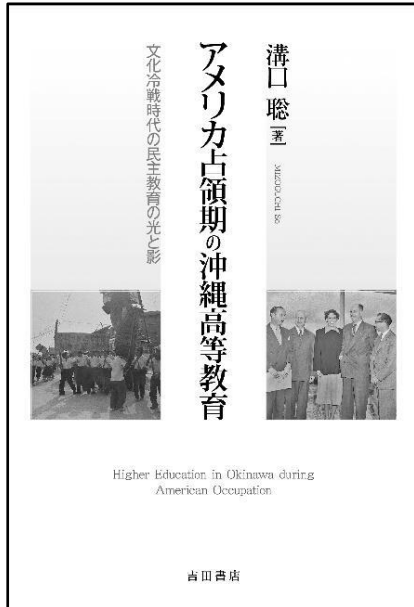 溝口 聡[著]
MIZOGUCHI So
アメリカ占領期の沖縄高等教育
文化冷戦時代の民主教育の光と影
Higher Education in Okinawa during
American Occupation
吉田書店